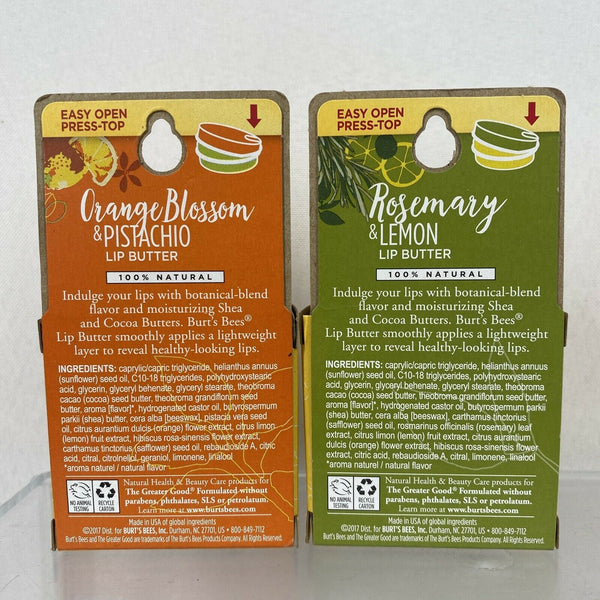 EASY OPEN
PRESS-TOP
Orange Blossom
& PISTACHIO
LIP BUTTER
100% NATURAL
Indulge your lips with botanical-blend
flavor and moisturizing Shea
and Cocoa Butters. Burt's Bees®
Lip Butter smoothly applies a lightweight
layer to reveal healthy-looking lips.
INGREDIENTS: caprylic/capric triglyceride, helianthus annuus
(sunflower) seed oil, C10-18 triglycerides, polyhydroxystearic
acid, glycerin, glyceryl behenate, glyceryl stearate, theobroma
cacao (cocoa) seed butter, theobroma grandiflorum seed
butter, aroma [flavor]*, hydrogenated castor oil, butyrospermum
parkii (shea) butter, cera alba [beeswax], pistacia vera seed
oil, citrus aurantium dulcis (orange) flower extract, citrus limon
(lemon) fruit extract, hibiscus rosa-sinensis flower extract,
carthamus tinctorius (safflower) oil, rebaudioside A, citric
acid, citral, citronellol, geraniol, limonene, linalool
*aroma naturel / natural flavor
NO ANIMAL
TESTING
RECYCLE
CARTON
Natural Health & Beauty Care products for
The Greater Good® Formulated without
parabens, phthalates, SLS or petrolatum.
Learn more at www.burtsbees.com
Made in USA of global ingredients
©2017 Dist. for BURT'S BEES, Inc. Durham, NC 27701, US • 800-849-7112
Burt's Bees and The Greater Good are trademarks of The Burt's Bees Products Company. All Rights Reserved.
EASY OPEN
PRESS-TOP
Rosemary
& LEMON
LIP BUTTER
100% NATURAL
Indulge your lips with botanical-blend
flavor and moisturizing Shea
and Cocoa Butters. Burt's Bees®
Lip Butter smoothly applies a lightweight
layer to reveal healthy-looking lips.
INGREDIENTS: caprylic/capric triglyceride, helianthus annuus
(sunflower) seed oil, C10-18 triglycerides, polyhydroxystearic
acid, glycerin, glyceryl behenate, glyceryl stearate, theobroma
cacao (cocoa) seed butter, theobroma grandiflorum seed
butter, aroma [flavor]*, hydrogenated castor oil, butyrospermum
parkii (shea) butter, cera alba [beeswax], carthamus tinctorius
(safflower) seed oil, rosmarinus officinalis (rosemary) leaf
extract, citrus limon (lemon) fruit extract, citrus aurantium
dulcis (orange) flower extract, hibiscus rosa-sinensis flower
extract, citric acid, rebaudioside A, citral, limonene, linalool
*aroma naturel / natural flavor
NO ANIMAL
TESTING
RECYCLE
CARTON
Natural Health & Beauty Care products for
The Greater Good® Formulated without
parabens, phthalates, SLS or petrolatum.
Learn more at www.burtsbees.com
Made in USA of global ingredients
©2017 Dist. for BURT'S BEES, Inc. Durham, NC 27701, US • 800-849-7112
Burt's Bees and The Greater Good are trademarks of The Burt's Bees Products Company. All Rights Reserved.